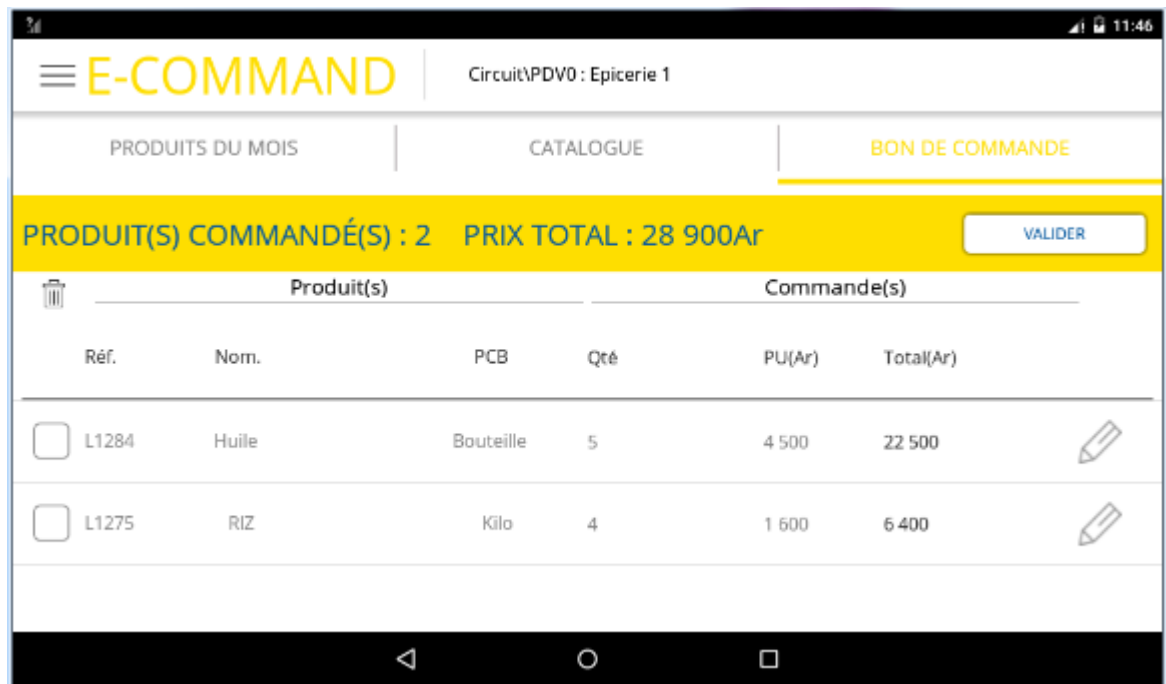 11:46
E-COMMAND Circuit\PDV0 : Epicerie 1
PRODUITS DU MOIS CATALOGUE BON DE COMMANDE
PRODUIT(S) COMMANDÉ(S) : 2 PRIX TOTAL : 28 900Ar VALIDER
Produit(s) Commande(s)
Réf. Nom. PCB Qté PU(Ar) Total(Ar)
L1284 Huile Bouteille 5 4 500 22 500
L1275 RIZ Kilo 4 1 600 6 400